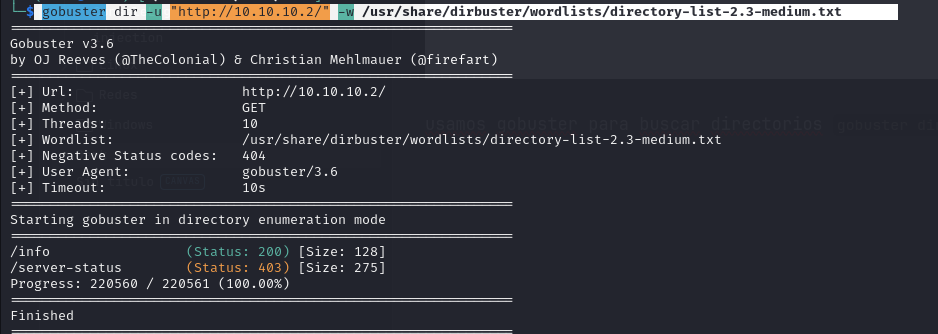 └─$ gobuster dir -u "http://10.10.10.2/" -w /usr/share/dirbuster/wordlists/directory-list-2.3-medium.txt
===============================================================
Gobuster v3.6
by OJ Reeves (@TheColonial) & Christian Mehlmauer (@firefart)
===============================================================
[+] Url:                     http://10.10.10.2/
[+] Method:                  GET
[+] Threads:                 10
[+] Wordlist:                /usr/share/dirbuster/wordlists/directory-list-2.3-medium.txt
[+] Negative Status codes:   404
[+] User Agent:              gobuster/3.6
[+] Timeout:                 10s
usamos gobuster para buscar directorios gobuster di
===============================================================
Starting gobuster in directory enumeration mode
===============================================================
/info                 (Status: 200) [Size: 128]
/server-status        (Status: 403) [Size: 275]
Progress: 220560 / 220561 (100.00%)
===============================================================
Finished
===============================================================